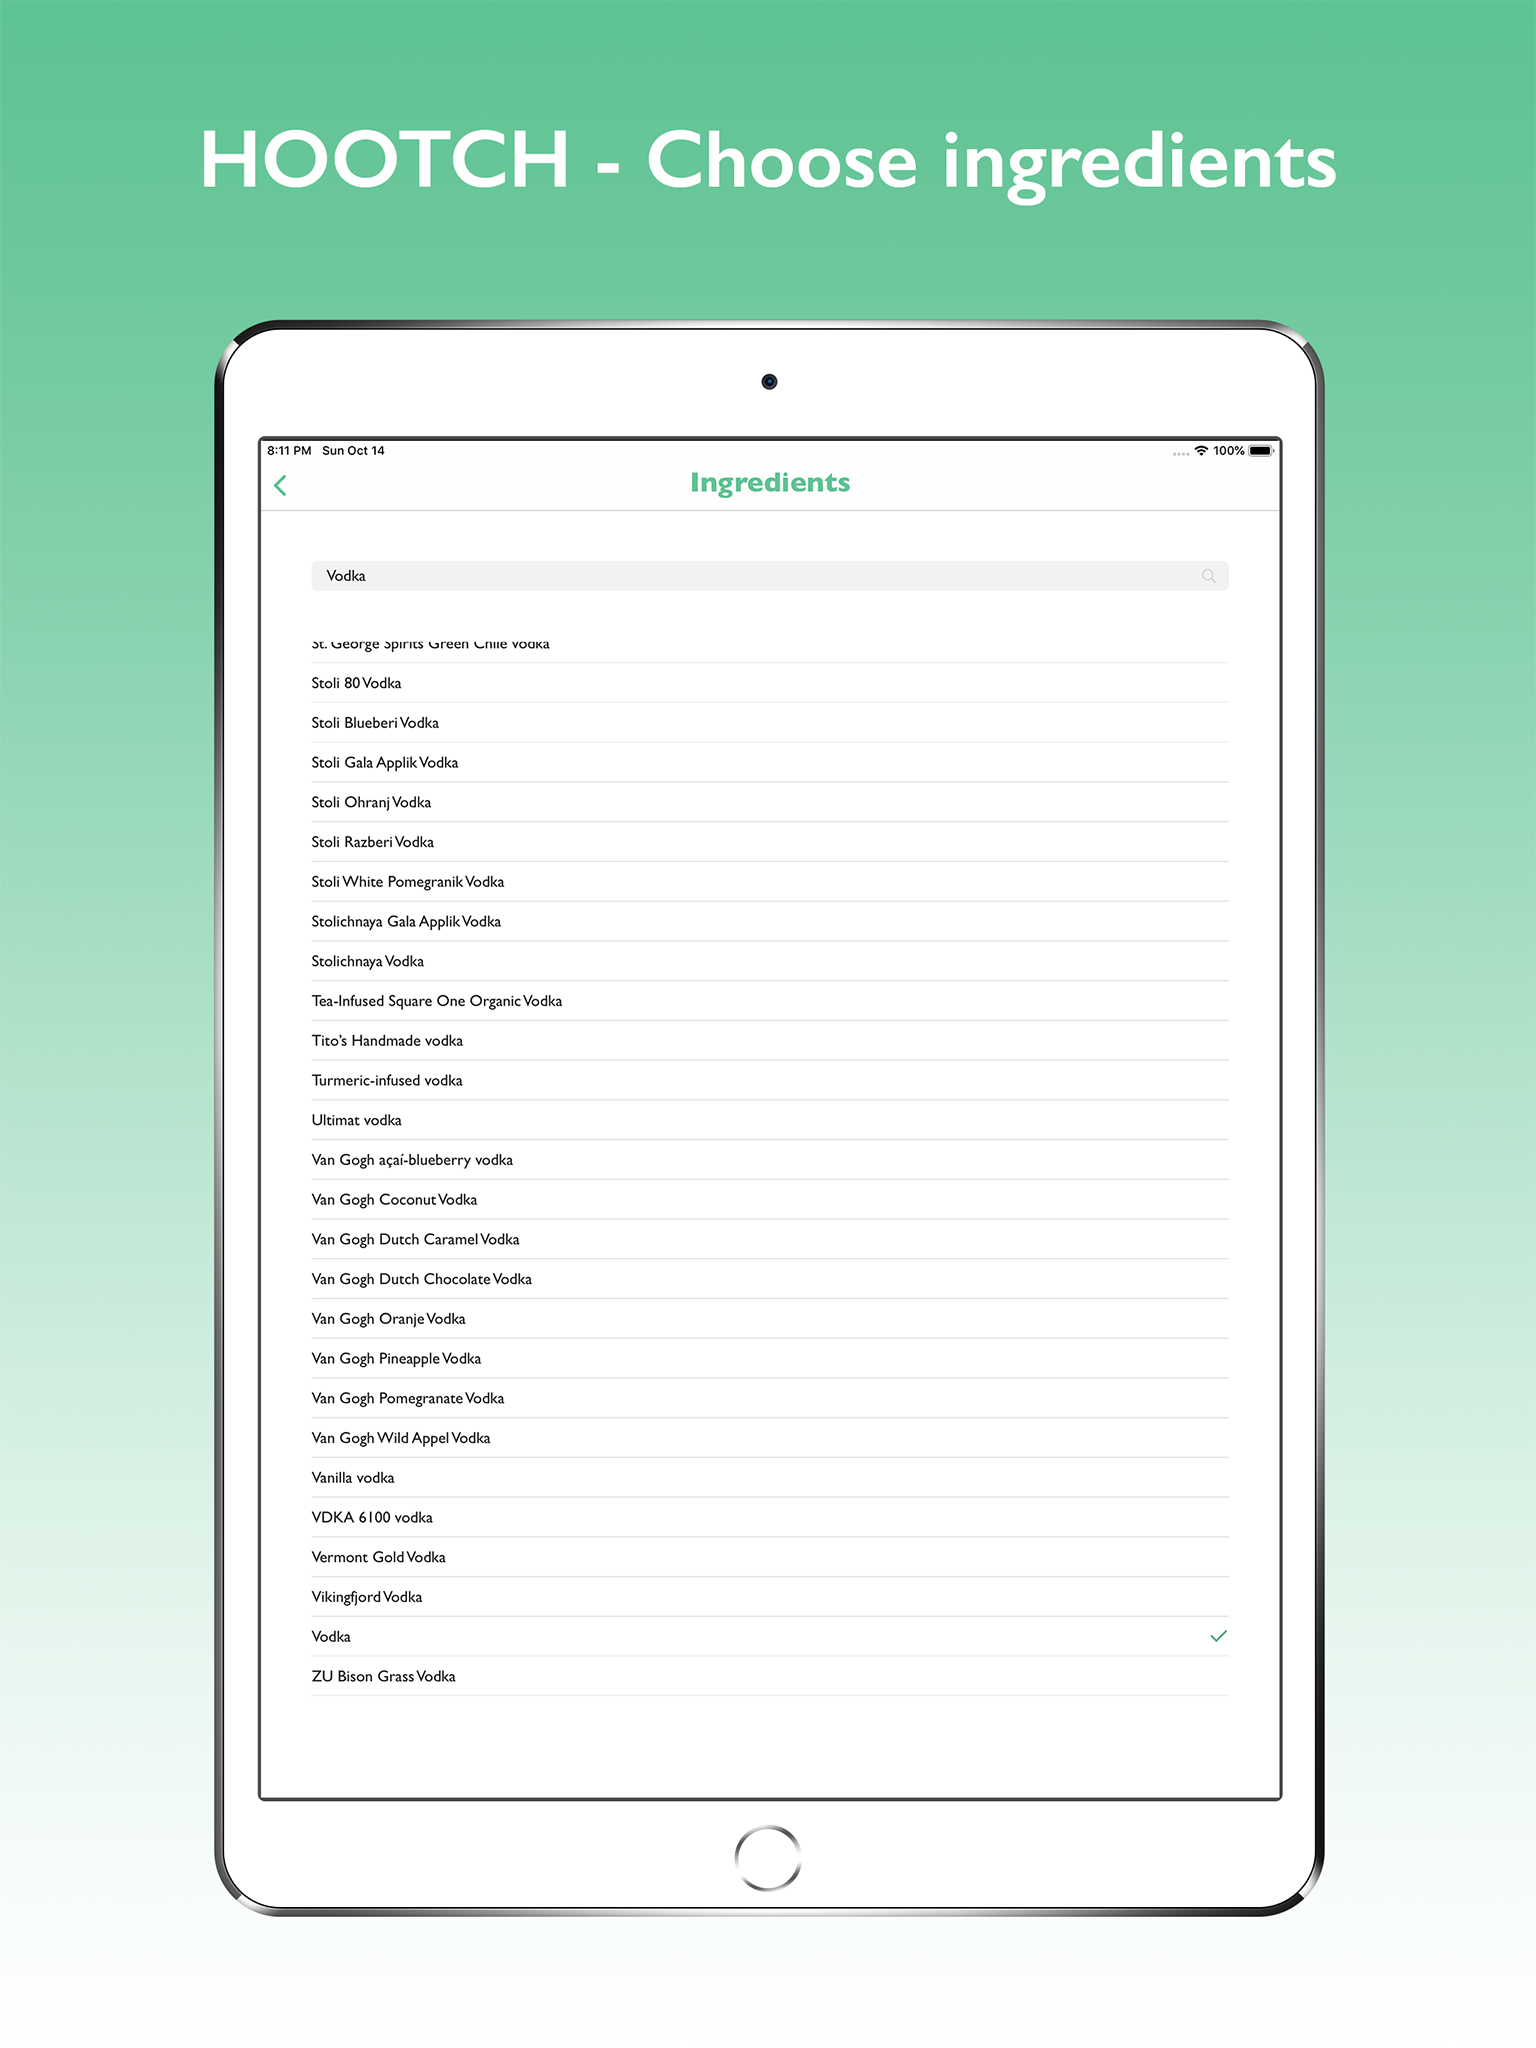 HOOTCH - Choose ingredients
8:11 PM Sun Oct 14
100%
Ingredients
Vodka
St. George Spirits Green Chile Vodka
Stoli 80 Vodka
Stoli Blueberi Vodka
Stoli Gala Applik Vodka
Stoli Ohranj Vodka
Stoli Razberi Vodka
Stoli White Pomegranik Vodka
Stolichnaya Gala Applik Vodka
Stolichnaya Vodka
Tea-Infused Square One Organic Vodka
Tito’s Handmade vodka
Turmeric-infused vodka
Ultimat vodka
Van Gogh açaí-blueberry vodka
Van Gogh Coconut Vodka
Van Gogh Dutch Caramel Vodka
Van Gogh Dutch Chocolate Vodka
Van Gogh Oranje Vodka
Van Gogh Pineapple Vodka
Van Gogh Pomegranate Vodka
Van Gogh Wild Appel Vodka
Vanilla vodka
VDKA 6100 vodka
Vermont Gold Vodka
Vikingfjord Vodka
Vodka
ZU Bison Grass Vodka